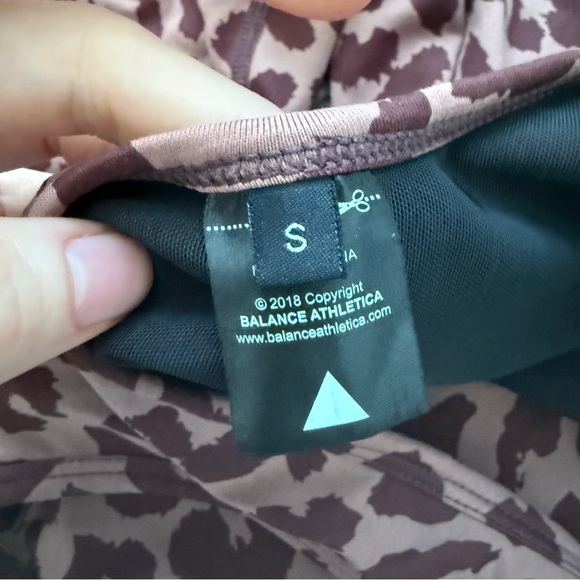 S
© 2018 Copyright
BALANCE ATHLETICA
www.balanceathletica.com